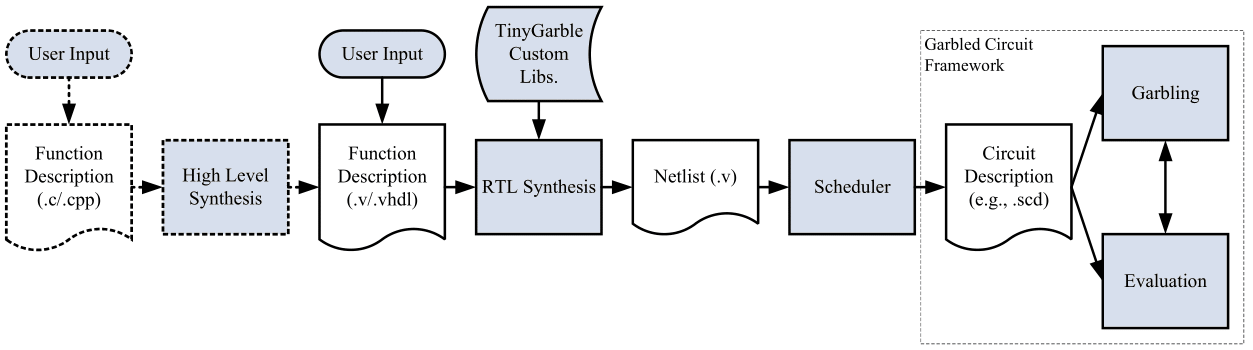 User Input
Function
Description
(.c/.cpp)
High Level
Synthesis
User Input
Function
Description
(.v/.vhdl)
TinyGarble
Custom
Libs.
RTL Synthesis
Netlist (.v)
Scheduler
Garbled Circuit
Framework
Circuit
Description
(e.g., .scd)
Garbling
Evaluation